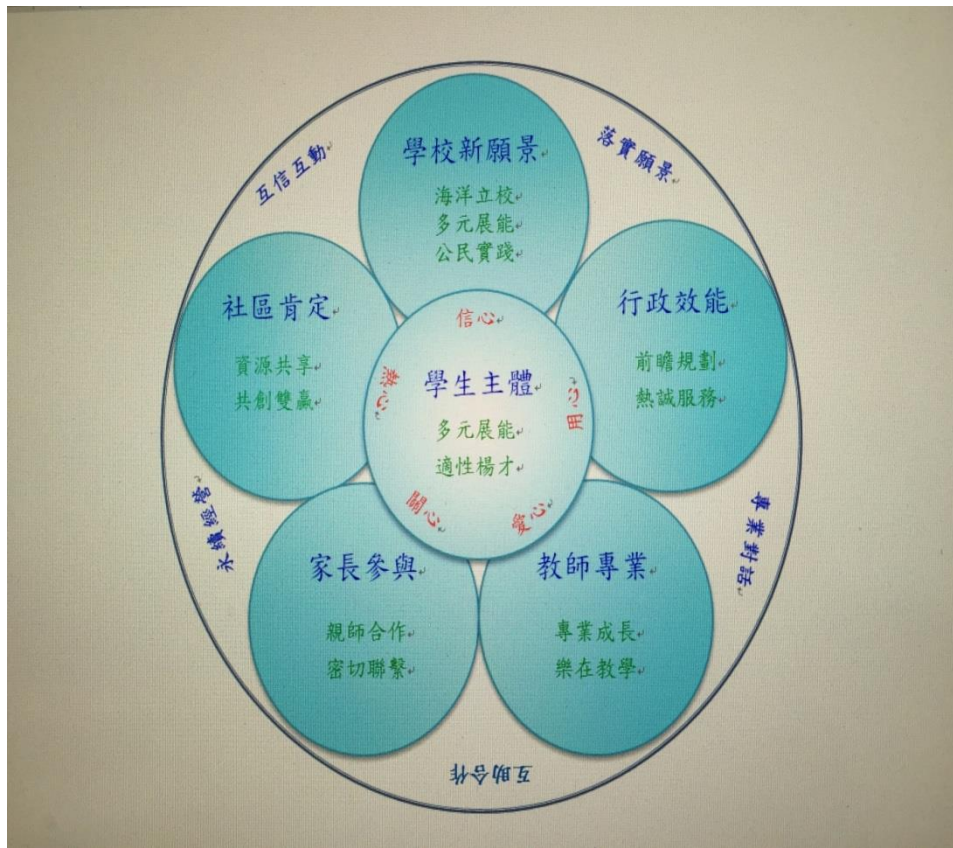 學校新願景
海洋立校
多元展能
公民實踐
互信互動
落實願景
社區肯定
資源共享
共創雙贏
行政效能
前瞻規劃
熱誠服務
信心
熱心
用心
學生主體
多元展能
適性楊才
關心
愛心
永續經營
專業對話
家長參與
親師合作
密切聯繫
教師專業
專業成長
樂在教學
互助合作